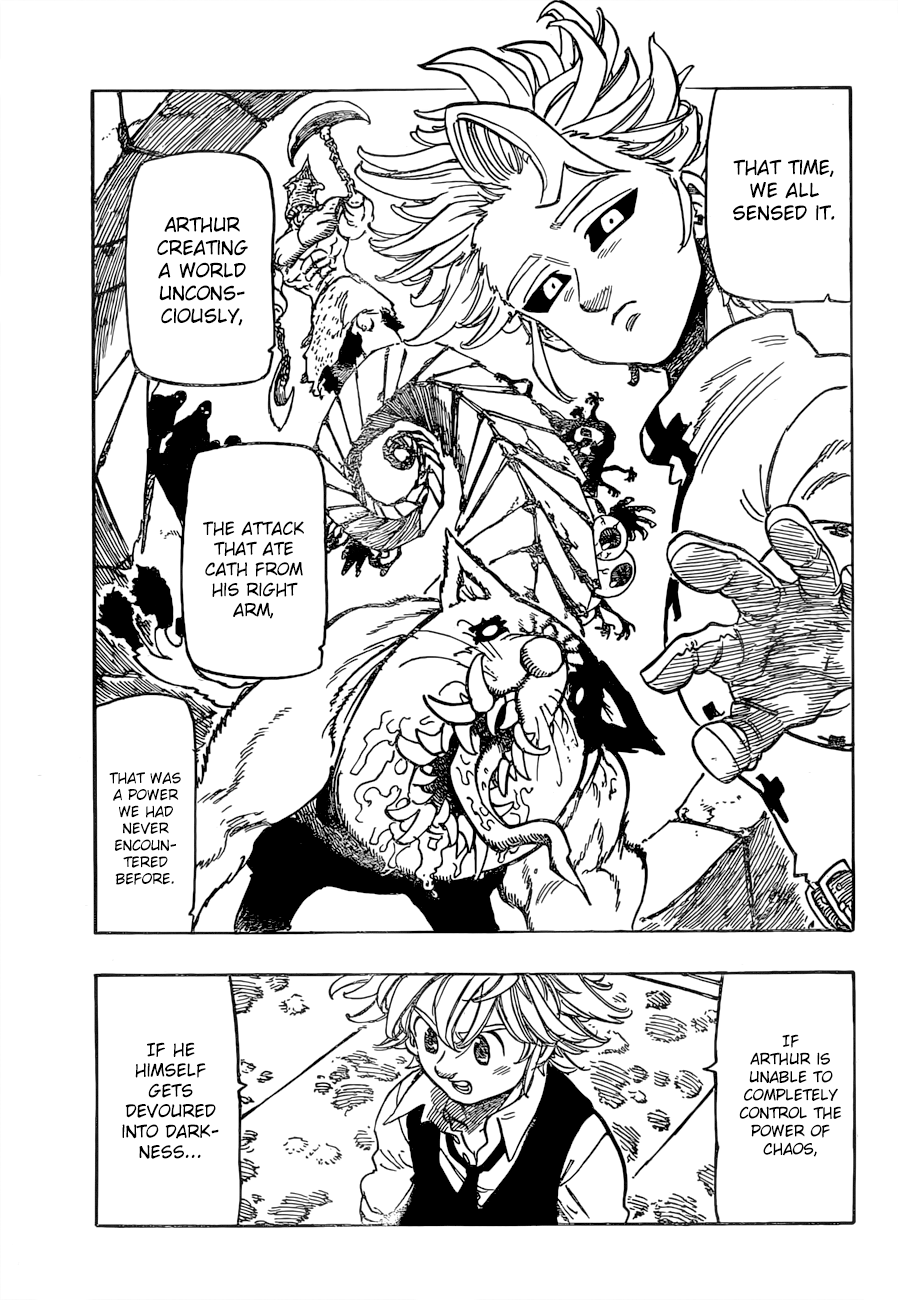 THAT TIME,
WE ALL
SENSED IT.
ARTHUR
CREATING
A WORLD
UNCONS-
CIOUSLY,
THE ATTACK
THAT ATE
CATH FROM
HIS RIGHT
ARM,
THAT WAS
A POWER
WE HAD
NEVER
ENCOUN-
TERED
BEFORE.
IF
ARTHUR IS
UNABLE TO
COMPLETELY
CONTROL THE
POWER OF
CHAOS,
IF HE
HIMSELF
GETS
DEVOURED
INTO DARK-
NESS...